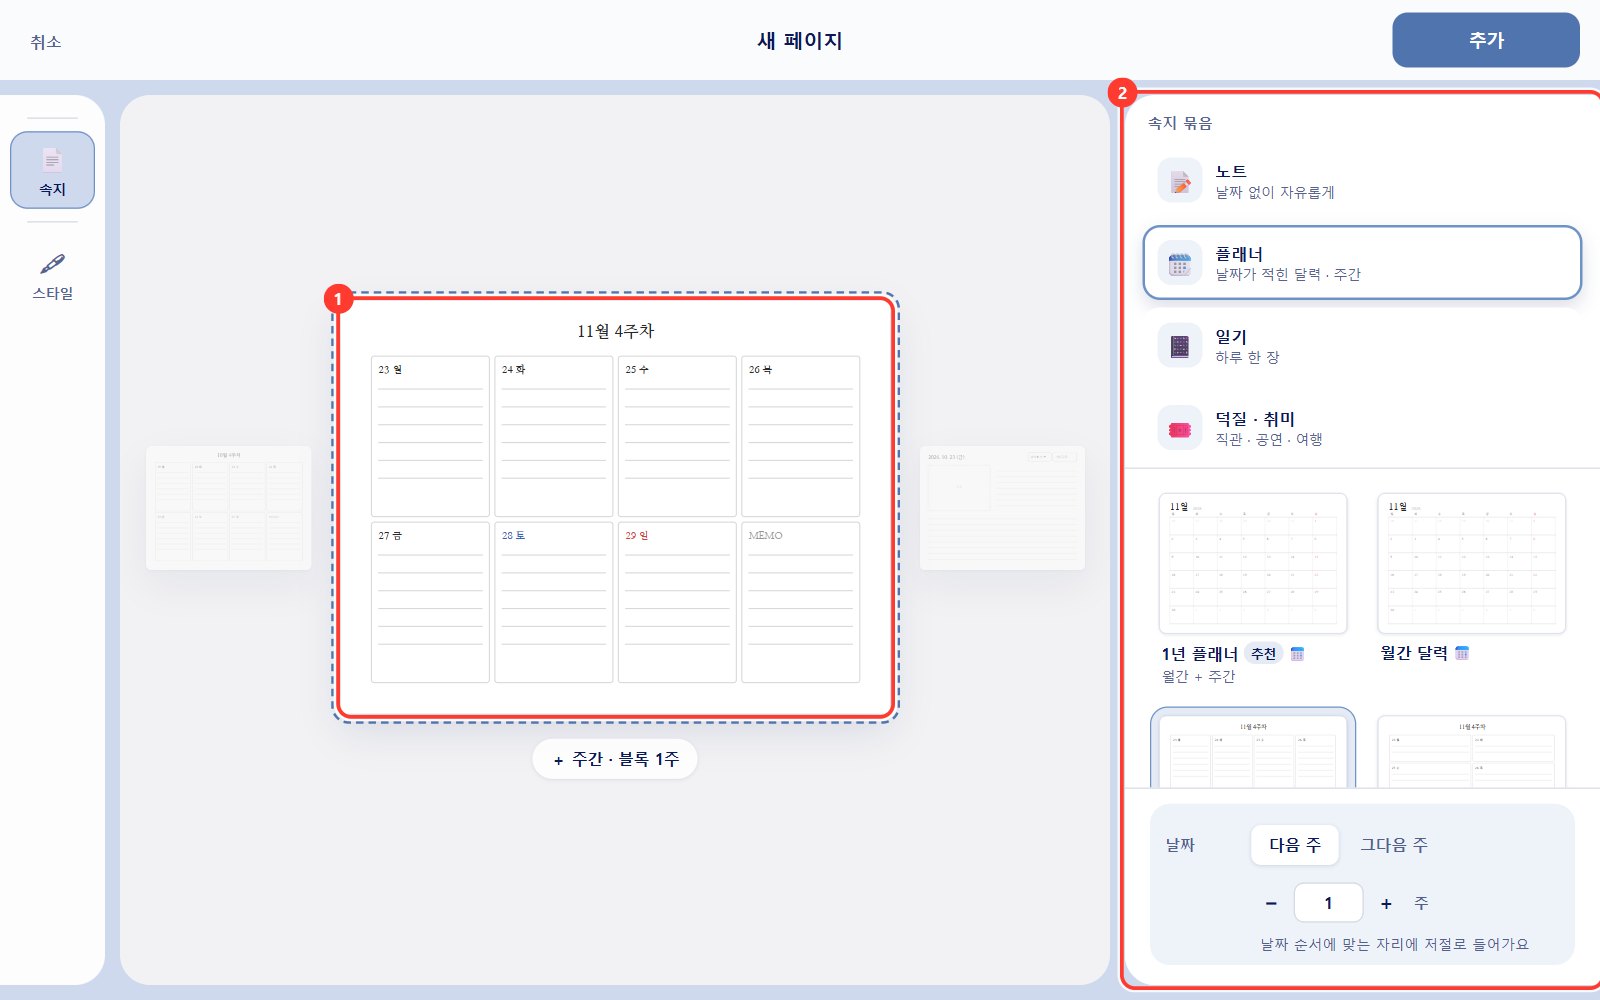 취소
새 페이지
추가
속지
스타일
1
11월 4주차
23 월
24 화
25 수
26 목
27 금
28 토
29 일
MEMO
+ 주간 · 블록 1주
2
속지 묶음
노트
날짜 없이 자유롭게
플래너
날짜가 적힌 달력 · 주간
일기
하루 한 장
덕질 · 취미
직관 · 공연 · 여행
11월
11월
1년 플래너 추천
월간 + 주간
월간 달력
11월 4주차
11월 4주차
날짜
다음 주
그다음 주
− 1 + 주
날짜 순서에 맞는 자리에 저절로 들어가요